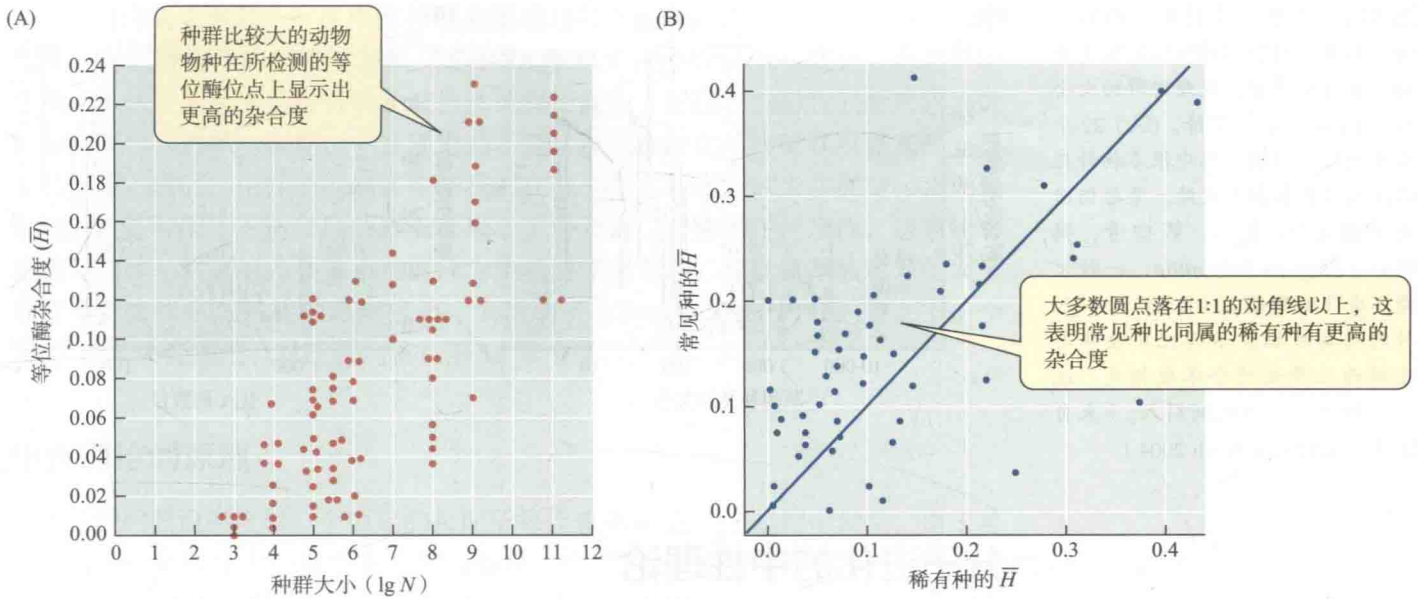 (A)
种群比较大的动物
物种在所检测的等
位酶位点上显示出
更高的杂合度
等位酶杂合度 (H̅)
0.24
0.22
0.20
0.18
0.16
0.14
0.12
0.10
0.08
0.06
0.04
0.02
0.00
0 1 2 3 4 5 6 7 8 9 10 11 12
种群大小（lg N）
(B)
常见种的H̅
0.4
0.3
0.2
0.1
0.0
大多数圆点落在1:1的对角线以上，这
表明常见种比同属的稀有种有更高的
杂合度
0.0 0.1 0.2 0.3 0.4
稀有种的 H̅